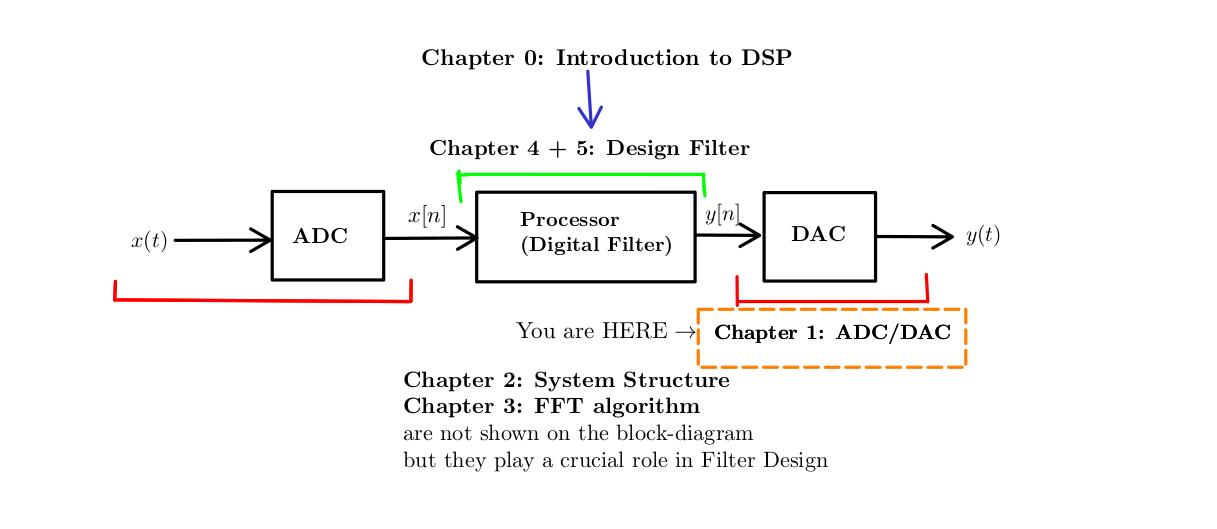 Chapter 0: Introduction to DSP
Chapter 4 + 5: Design Filter
x(t)
ADC
x[n]
Processor
(Digital Filter)
y[n]
DAC
y(t)
You are HERE →
Chapter 1: ADC/DAC
Chapter 2: System Structure
Chapter 3: FFT algorithm
are not shown on the block-diagram
but they play a crucial role in Filter Design